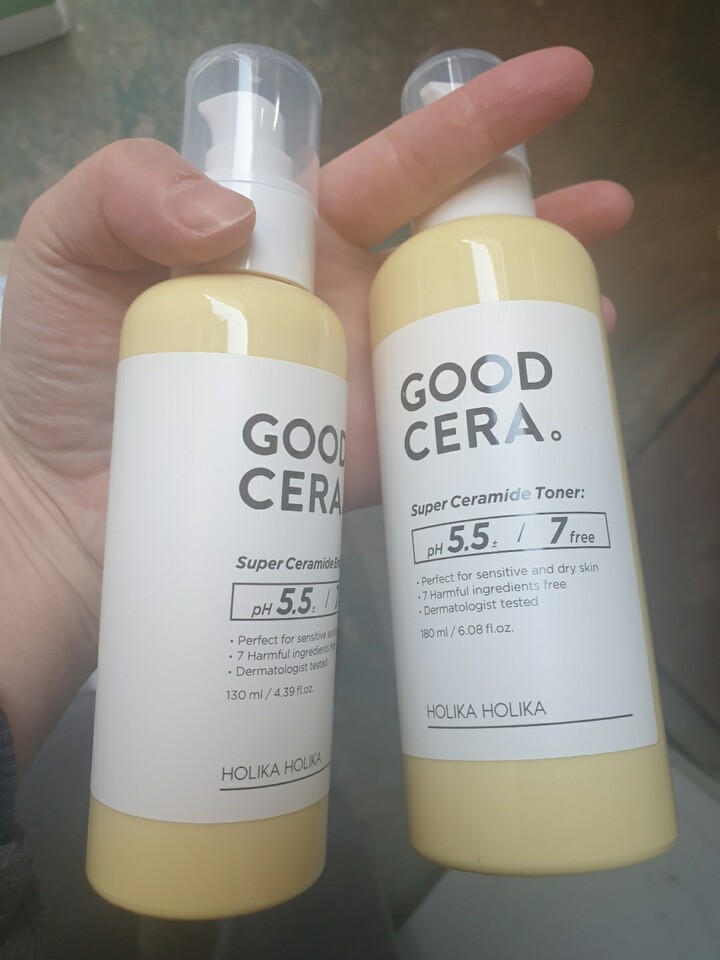 GOOD
CERA
Super Ceramide
pH 5.5± /
• Perfect for sensitive and
• 7 Harmful ingredients free
• Dermatologist tested
130 ml / 4.39 fl.oz.
HOLIKA HOLIKA
GOOD
CERA.
Super Ceramide Toner:
pH 5.5± / 7 free
• Perfect for sensitive and dry skin
• 7 Harmful ingredients free
• Dermatologist tested
180 ml / 6.08 fl.oz.
HOLIKA HOLIKA